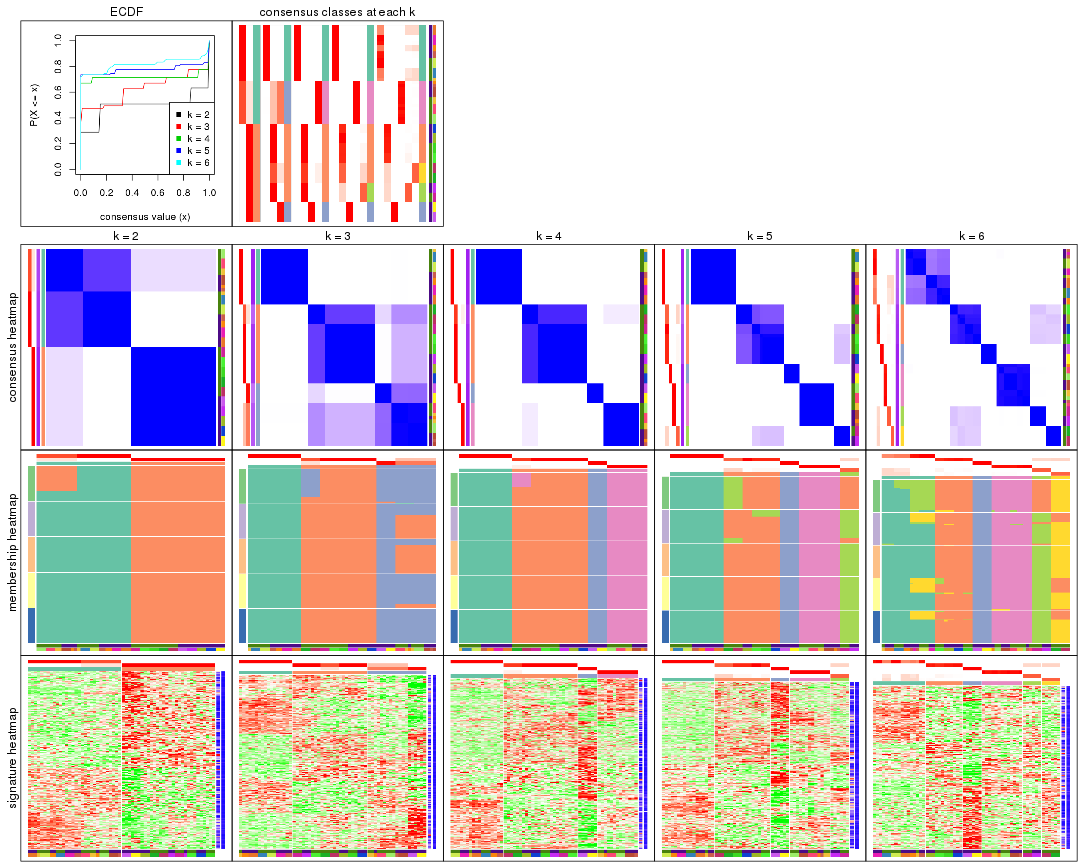 ECDF
consensus classes at each k
P(X <= x)
0.0 0.2 0.4 0.6 0.8 1.0
k = 2
k = 3
k = 4
k = 5
k = 6
0.0 0.2 0.4 0.6 0.8 1.0
consensus value (x)
k = 2
k = 3
k = 4
k = 5
k = 6
consensus heatmap
membership heatmap
signature heatmap